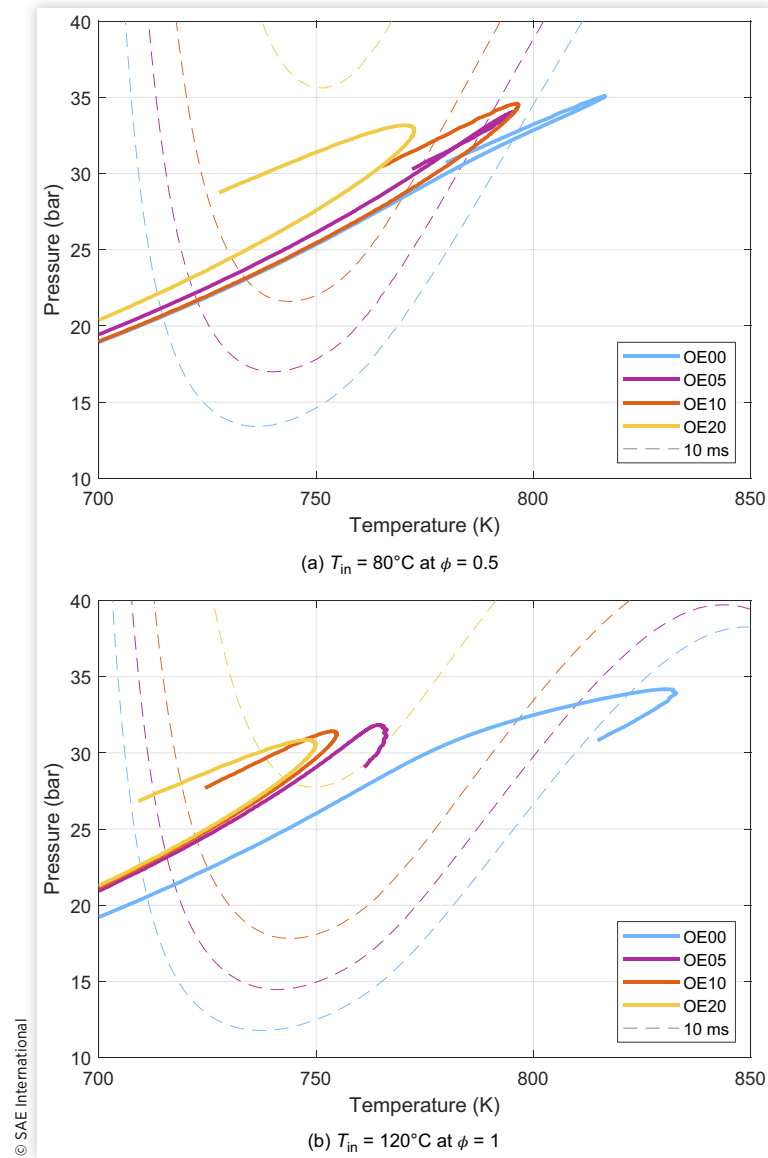 40
35
30
25
20
15
10
Pressure (bar)
700
750
800
850
Temperature (K)
OE00
OE05
OE10
OE20
10 ms
(a) T_in = 80°C at ϕ = 0.5
40
35
30
25
20
15
10
Pressure (bar)
700
750
800
850
Temperature (K)
OE00
OE05
OE10
OE20
10 ms
(b) T_in = 120°C at ϕ = 1
© SAE International